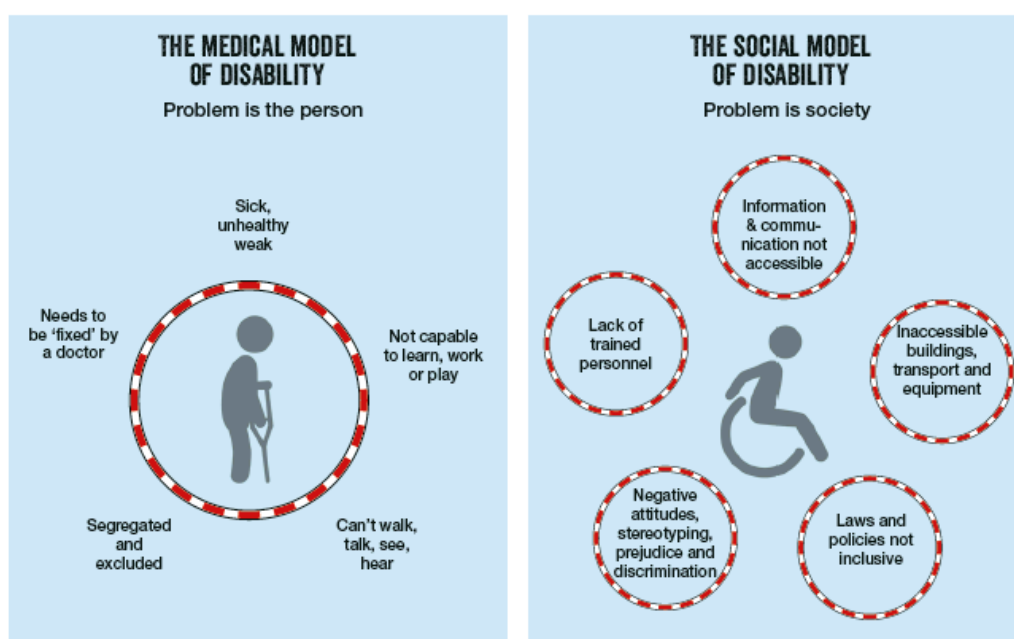 THE MEDICAL MODEL
OF DISABILITY
Problem is the person
Sick,
unhealthy
weak
Needs to
be ‘fixed’ by
a doctor
Not capable
to learn, work
or play
Segregated
and
excluded
Can’t walk,
talk, see,
hear
THE SOCIAL MODEL
OF DISABILITY
Problem is society
Information
& commu-
nication not
accessible
Lack of
trained
personnel
Inaccessible
buildings,
transport and
equipment
Negative
attitudes,
stereotyping,
prejudice and
discrimination
Laws and
policies not
inclusive